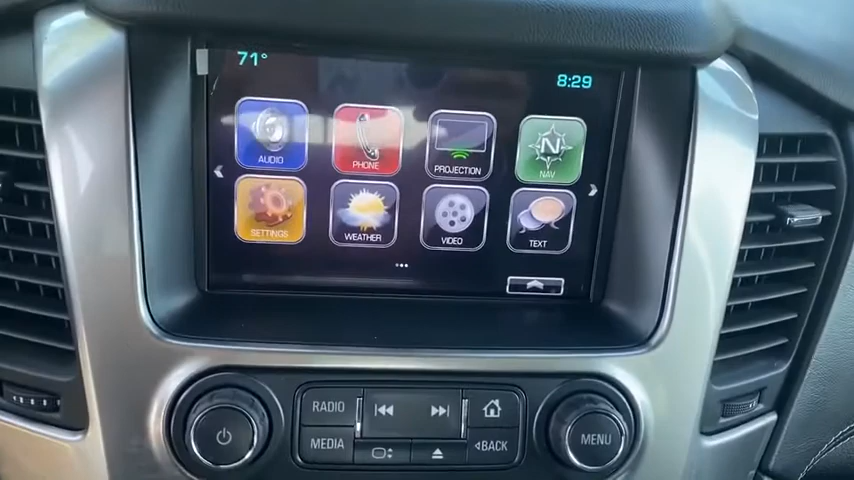 71°
8:29
AUDIO
PHONE
PROJECTION
N
NAV
SETTINGS
WEATHER
VIDEO
TEXT
RADIO
MEDIA
BACK
MENU